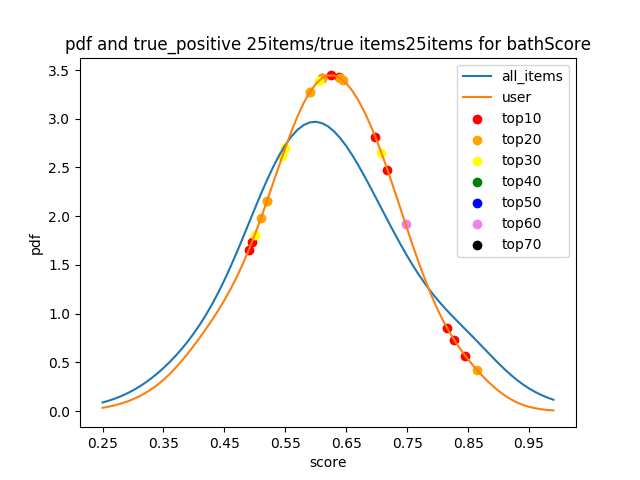 pdf and true_positive 25items/true items25items for bathScore
3.5
3.0
2.5
2.0
1.5
1.0
0.5
0.0
pdf
all_items
user
top10
top20
top30
top40
top50
top60
top70
0.25 0.35 0.45 0.55 0.65 0.75 0.85 0.95
score